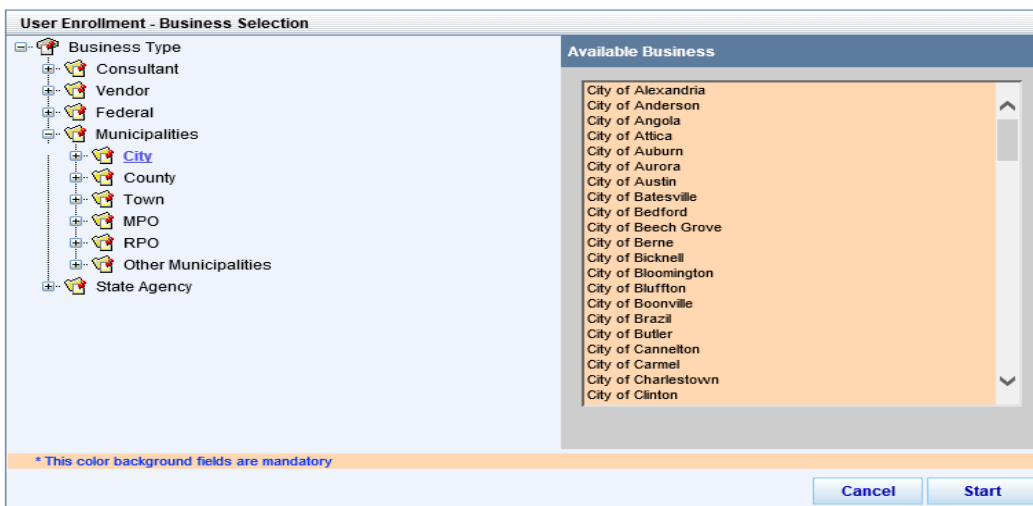 User Enrollment - Business Selection
Business Type
Consultant
Vendor
Federal
Municipalities
City
County
Town
MPO
RPO
Other Municipalities
State Agency
Available Business
City of Alexandria
City of Anderson
City of Angola
City of Attica
City of Auburn
City of Aurora
City of Austin
City of Batesville
City of Bedford
City of Beech Grove
City of Berne
City of Bicknell
City of Bloomington
City of Bluffton
City of Boonville
City of Brazil
City of Butler
City of Cannelton
City of Carmel
City of Charlestown
City of Clinton
* This color background fields are mandatory
Cancel
Start